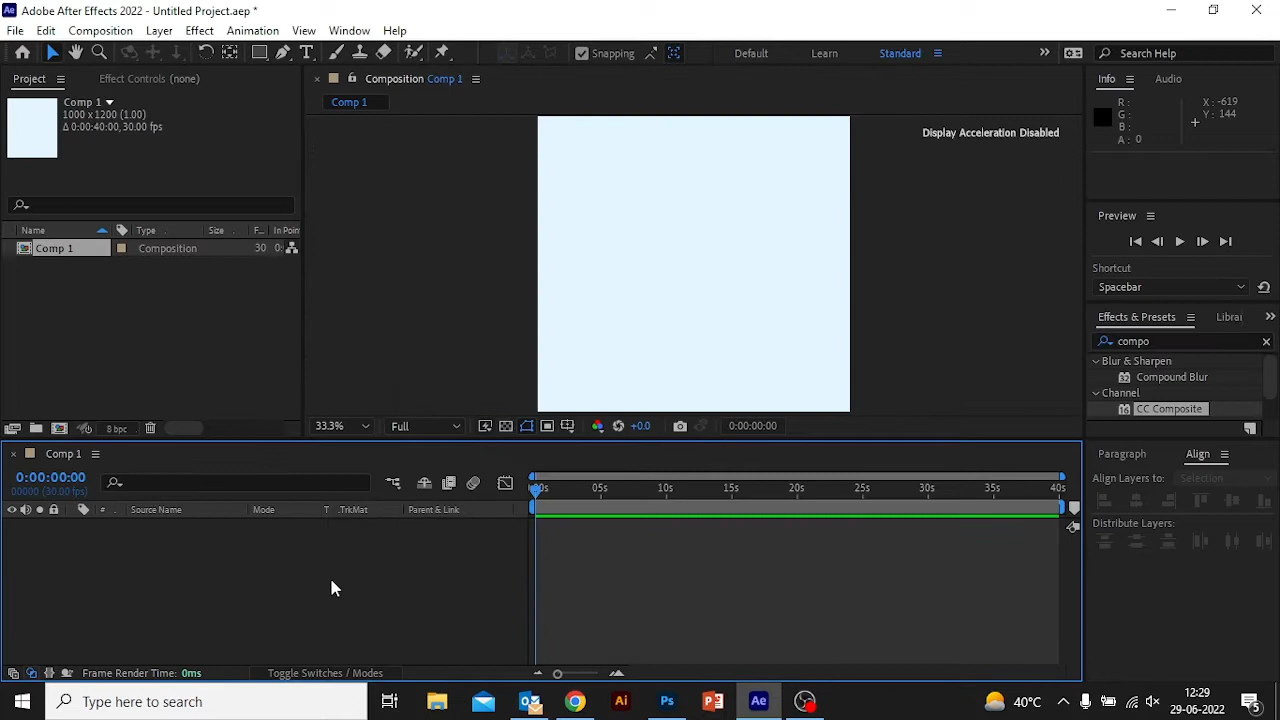 Ae Adobe After Effects 2022 - Untitled Project.aep *
File Edit Composition Layer Effect Animation View Window Help
Snapping Default Learn Standard Search Help
Project Effect Controls (none) Composition Comp 1 Info Audio
Comp 1
1000 x 1200 (1.00)
Δ 0:00:40:00, 30.00 fps
Comp 1
Display Acceleration Disabled
R : X : -619
G : Y : 144
B :
A : 0
Preview
Shortcut
Spacebar
Effects & Presets Librar
compo
Blur & Sharpen
32 Compound Blur
Channel
16 CC Composite
Name Type Size F... In Point
Comp 1 Composition 30 0:
8 bpc
33.3% Full +0.0 0:00:00:00
Comp 1
0:00:00:00
00000 (30.00 fps)
05s 10s 15s 20s 25s 30s 35s 40s
# . Source Name Mode T .TrkMat Parent & Link
Paragraph Align
Align Layers to: Selection
Distribute Layers:
Frame Render Time: 0ms Toggle Switches / Modes
Type here to search
Ai Ps Ae
40°C
12:29
29-06-2022
5